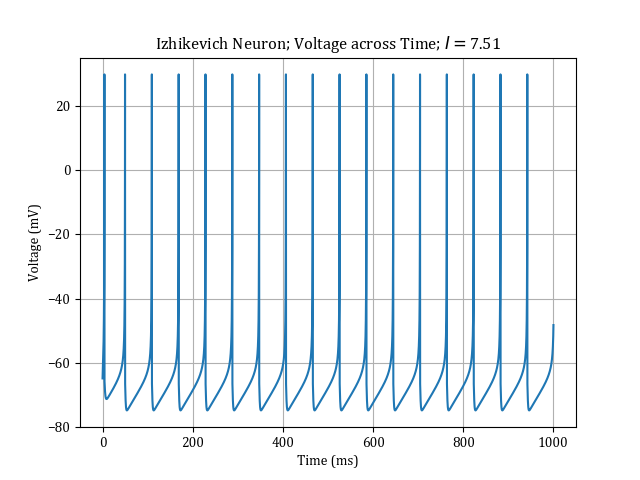 Izhikevich Neuron; Voltage across Time; I = 7.51
Voltage (mV)
20
0
−20
−40
−60
−80
0 200 400 600 800 1000
Time (ms)